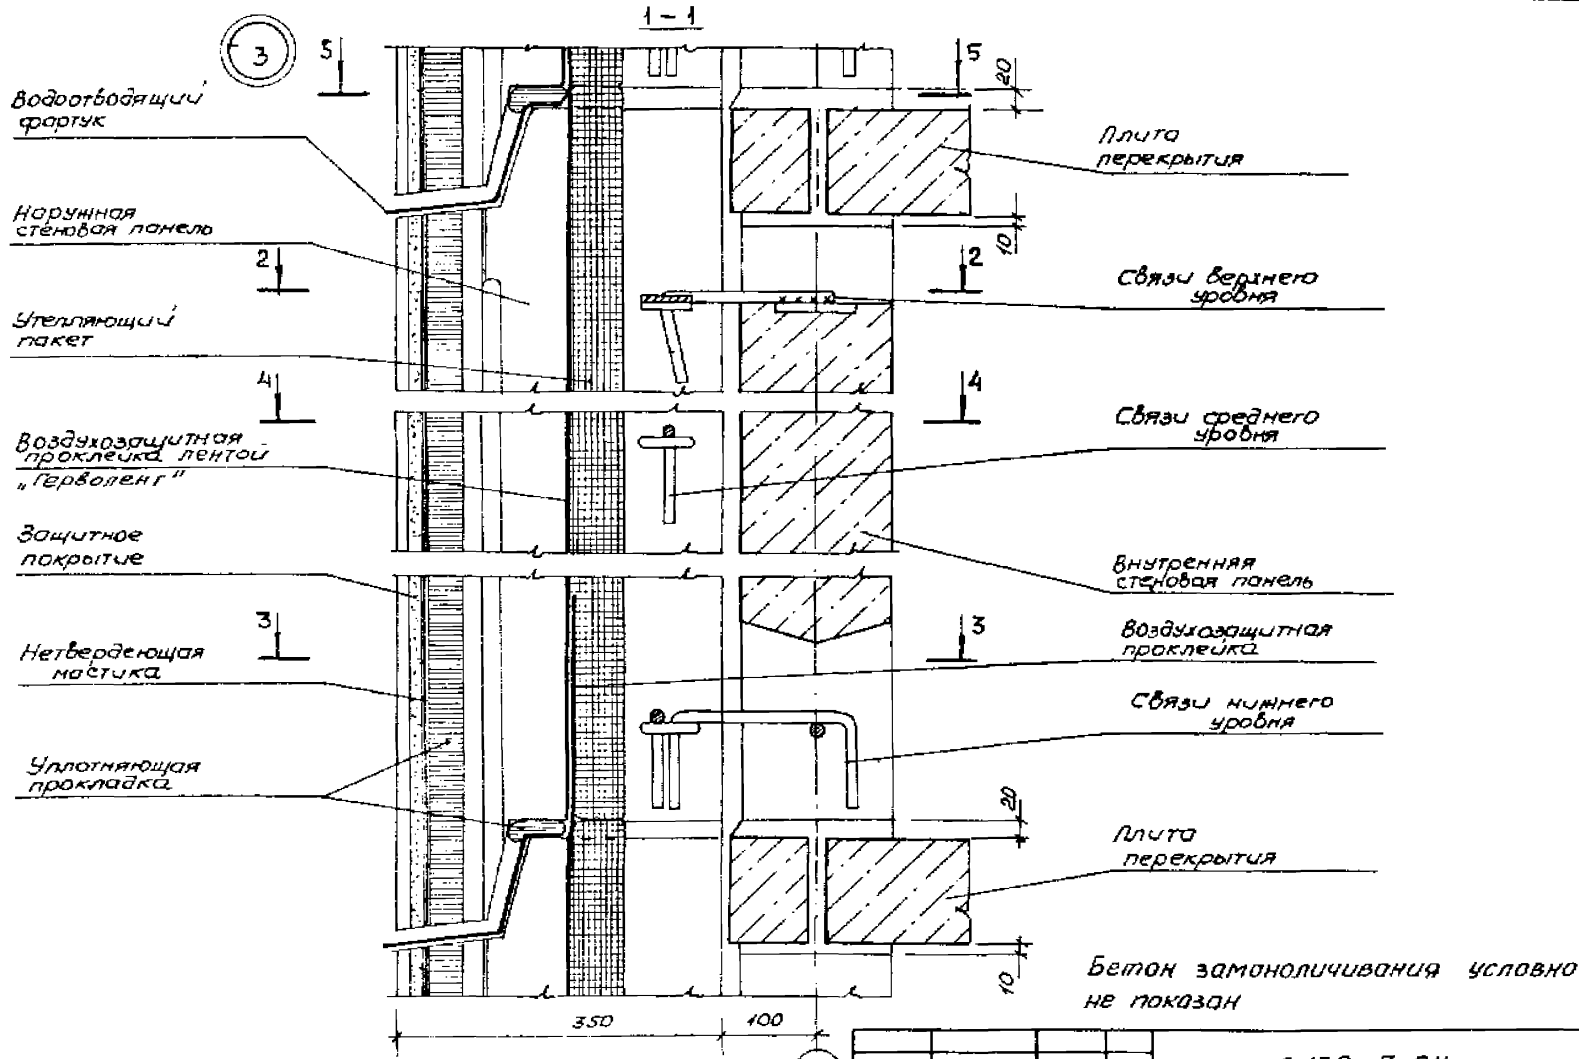 1-1
3
5
5
20
Водоотводящий
фартук
Плита
перекрытия
Наружная
стеновая панель
10
2
2
Связи верхнего
уровня
Утепляющий
пакет
4
4
Связи среднего
уровня
Воздухозащитная
проклейка лентой
„Герволент"
Защитное
покрытие
Внутренняя
стеновая панель
3
3
Воздухозащитная
проклейка
Нетвердеющая
мастика
Связи нижнего
уровня
Уплотняющая
прокладка
20
Плита
перекрытия
10
Бетон замоноличивания условно
не показан
350
100